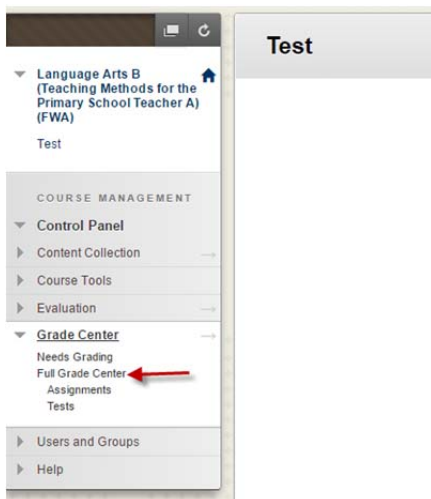 Language Arts B
(Teaching Methods for the
Primary School Teacher A)
(FWA)
Test
COURSE MANAGEMENT
Control Panel
Content Collection
Course Tools
Evaluation
Grade Center
Needs Grading
Full Grade Center
Assignments
Tests
Users and Groups
Help
Test